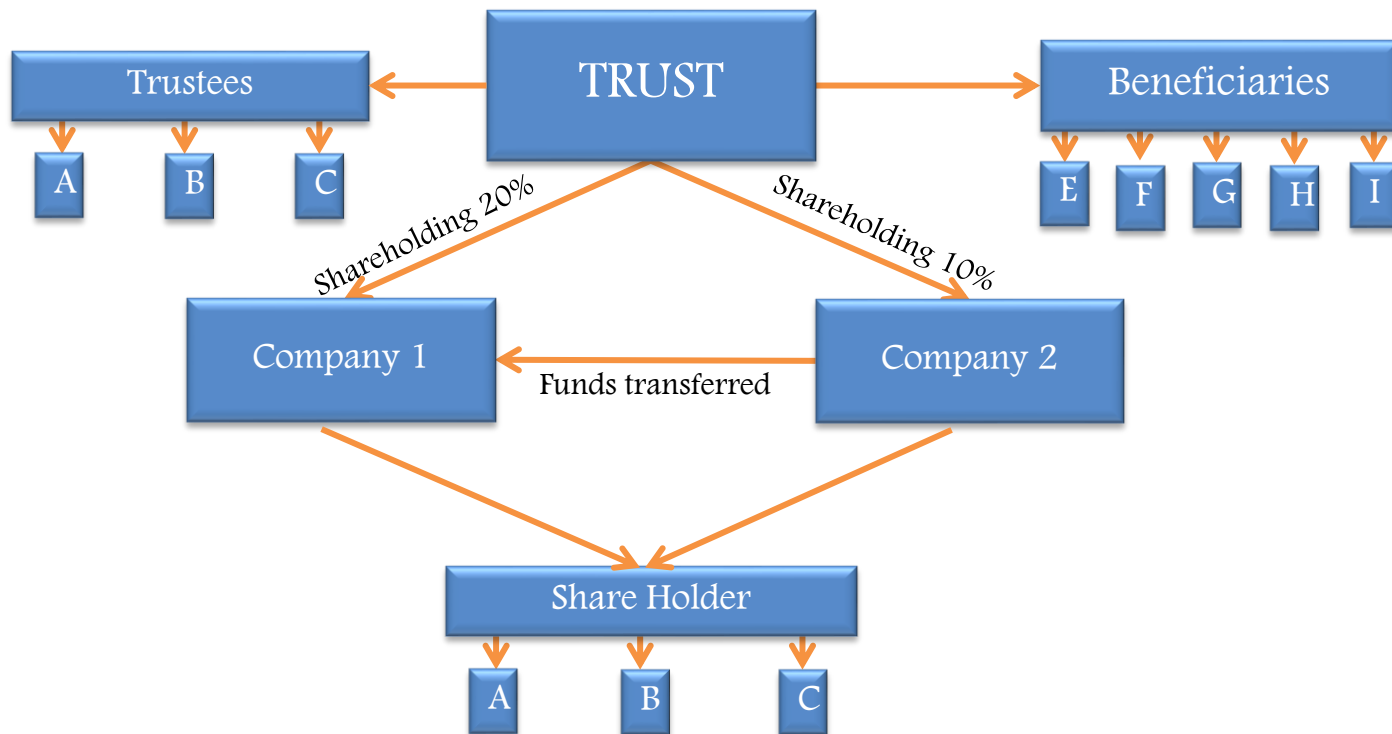 TRUST
Trustees
Beneficiaries
A
B
C
E
F
G
H
I
Shareholding 20%
Shareholding 10%
Company 1
Company 2
Funds transferred
Share Holder
A
B
C